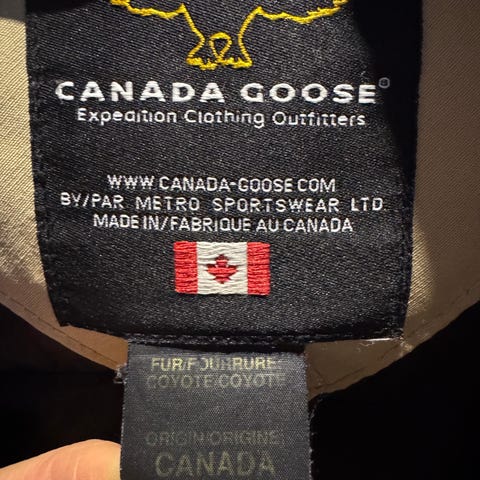 CANADA GOOSE®
Expedition Clothing Outfitters
WWW.CANADA-GOOSE.COM
BY/PAR METRO SPORTSWEAR LTD.
MADE IN/FABRIQUE AU CANADA
FUR/FOURRURE:
COYOTE/COYOTE
ORIGIN/ORIGINE:
CANADA